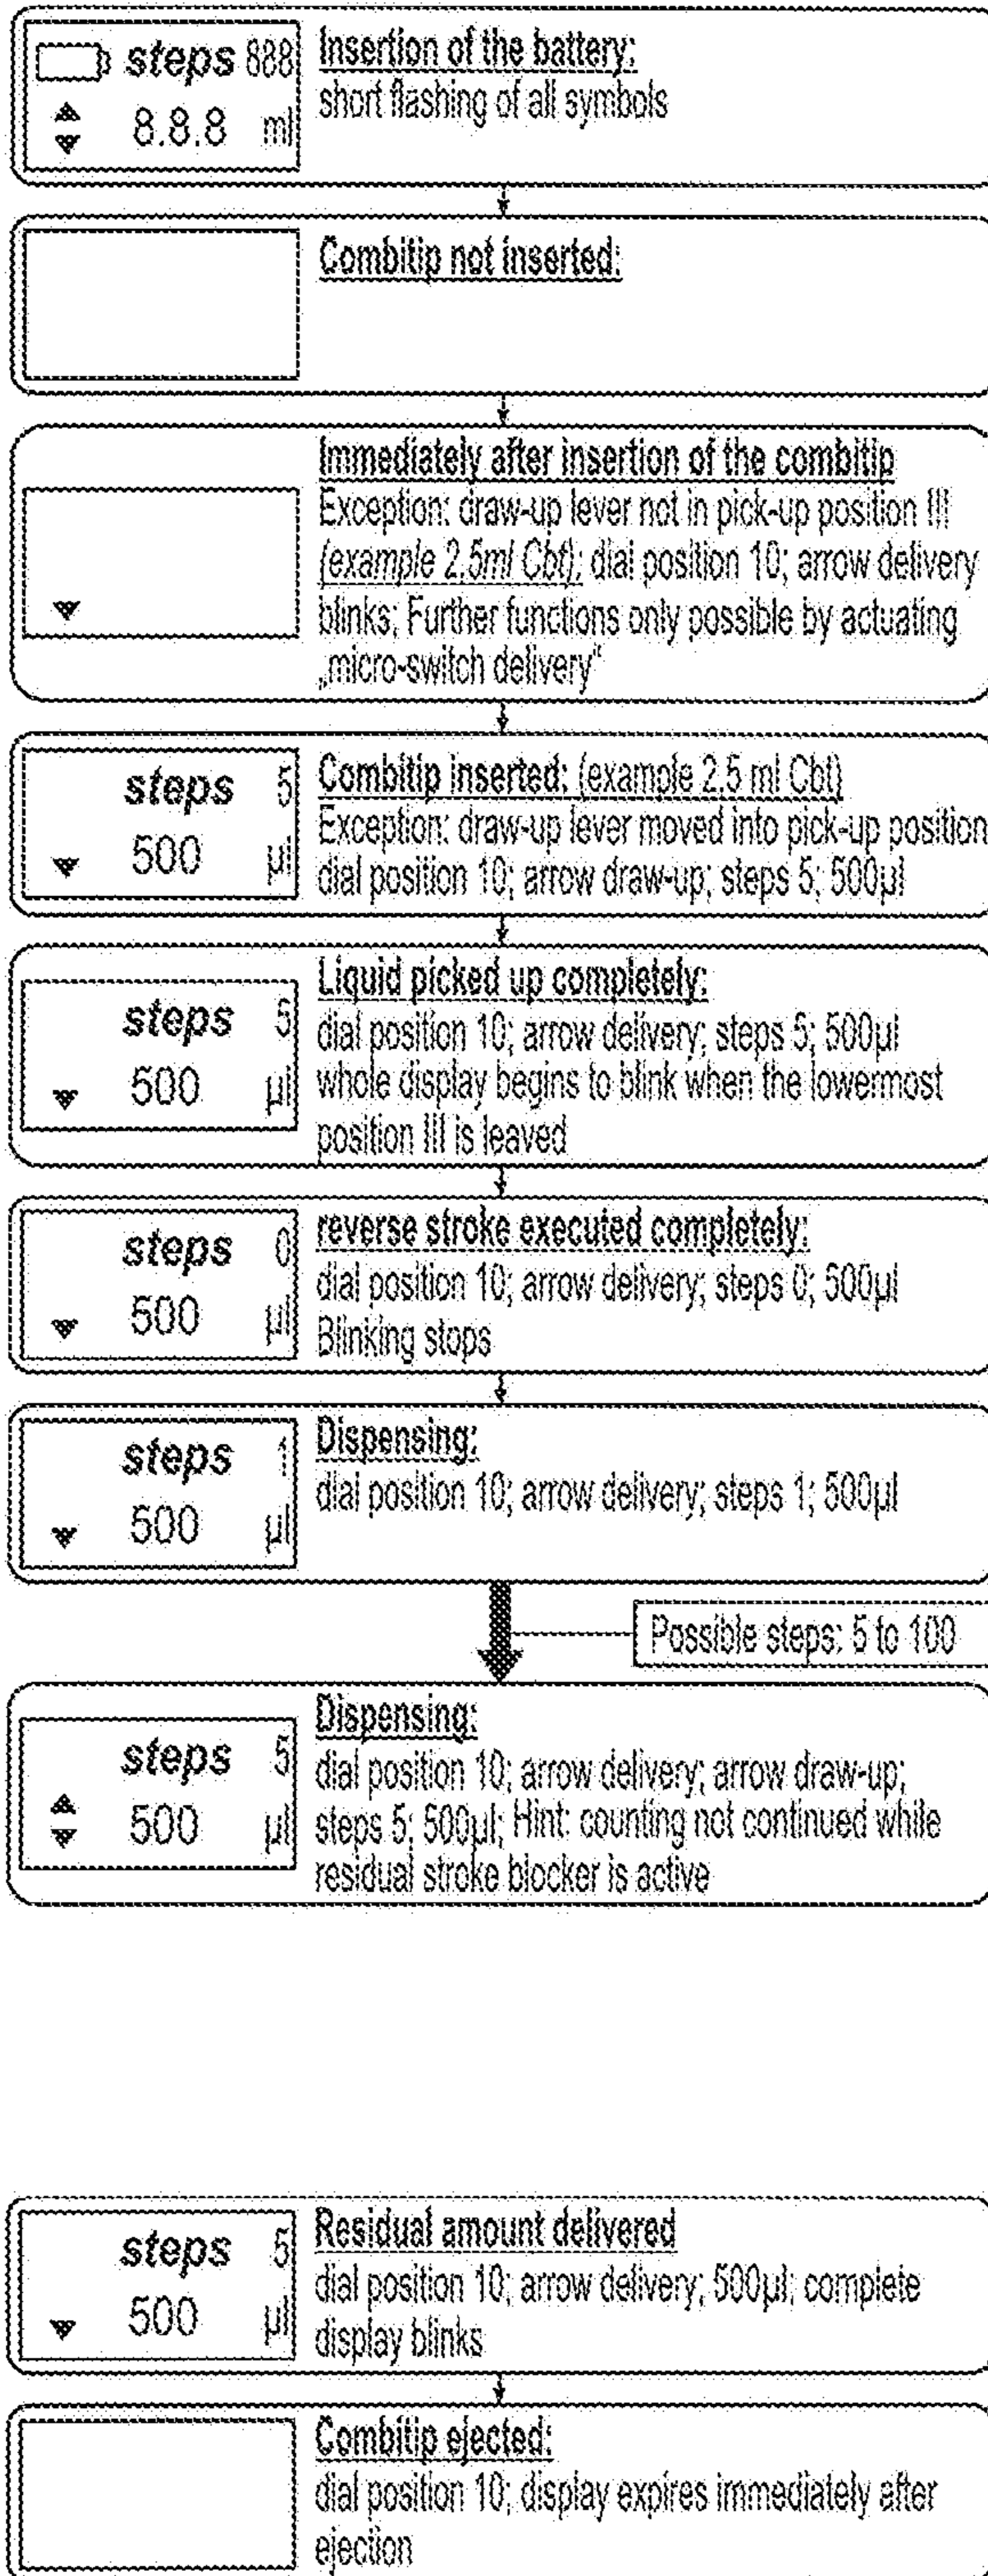 steps 888
8.8.8 ml
Insertion of the battery:
short flashing of all symbols
Combitip not inserted:
Immediately after insertion of the combitip
Exception: draw-up lever not in pick-up position III
(example 2.5ml Cbt); dial position 10; arrow delivery
blinks; Further functions only possible by actuating
„micro-switch delivery“
steps 5
500 µl
Combitip inserted: (example 2.5 ml Cbt)
Exception: draw-up lever moved into pick-up position
dial position 10; arrow draw-up; steps 5; 500µl
steps 5
500 µl
Liquid picked up completely:
dial position 10; arrow delivery; steps 5; 500µl
whole display begins to blink when the lowermost
position III is leaved
steps 0
500 µl
reverse stroke executed completely:
dial position 10; arrow delivery; steps 0; 500µl
Blinking stops
steps 1
500 µl
Dispensing:
dial position 10; arrow delivery; steps 1; 500µl
Possible steps: 5 to 100
steps 5
500 µl
Dispensing:
dial position 10; arrow delivery; arrow draw-up;
steps 5; 500µl; Hint: counting not continued while
residual stroke blocker is active
steps 5
500 µl
Residual amount delivered
dial position 10; arrow delivery; 500µl; complete
display blinks
Combitip ejected:
dial position 10; display expires immediately after
ejection